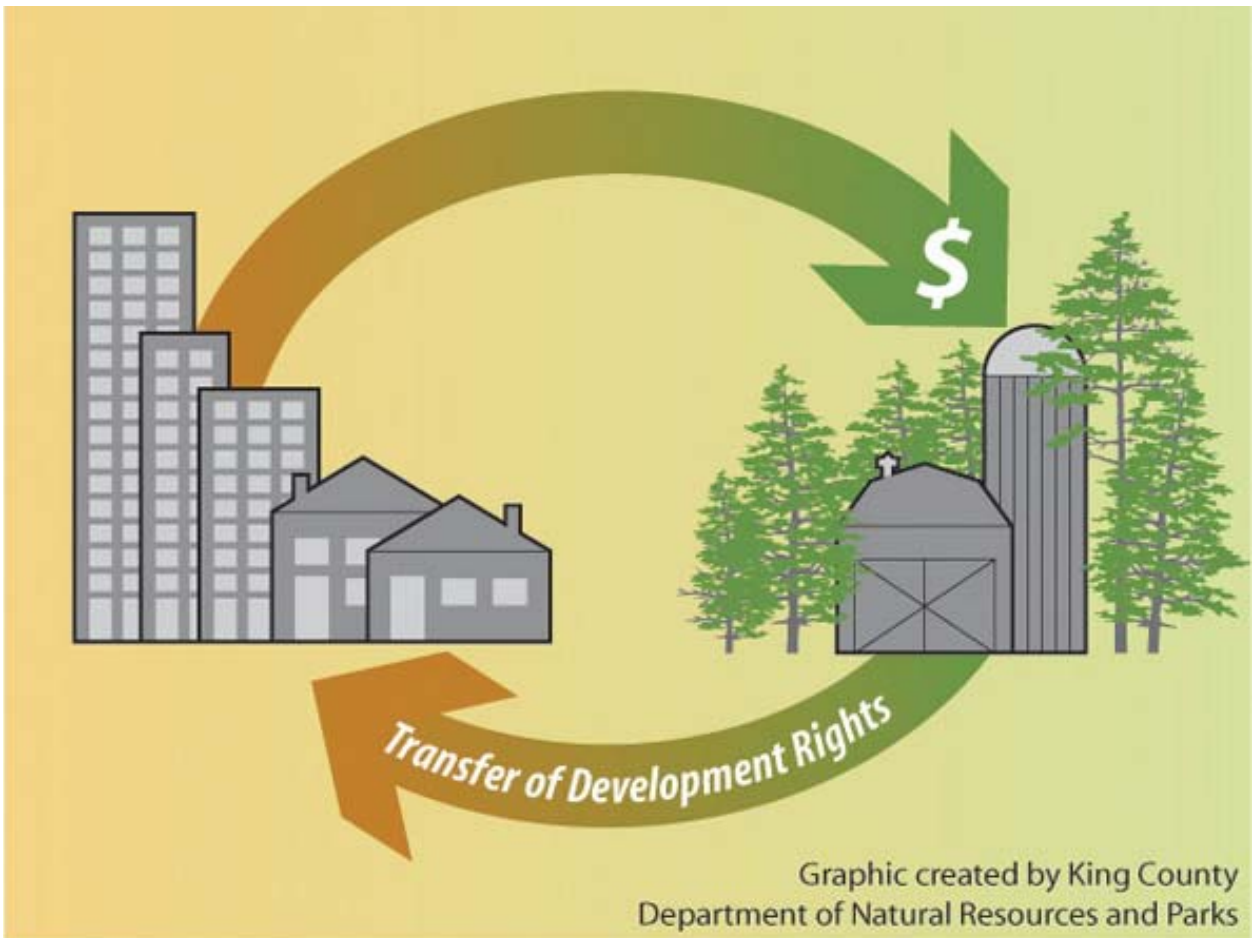 $
Transfer of Development Rights
Graphic created by King County
Department of Natural Resources and Parks